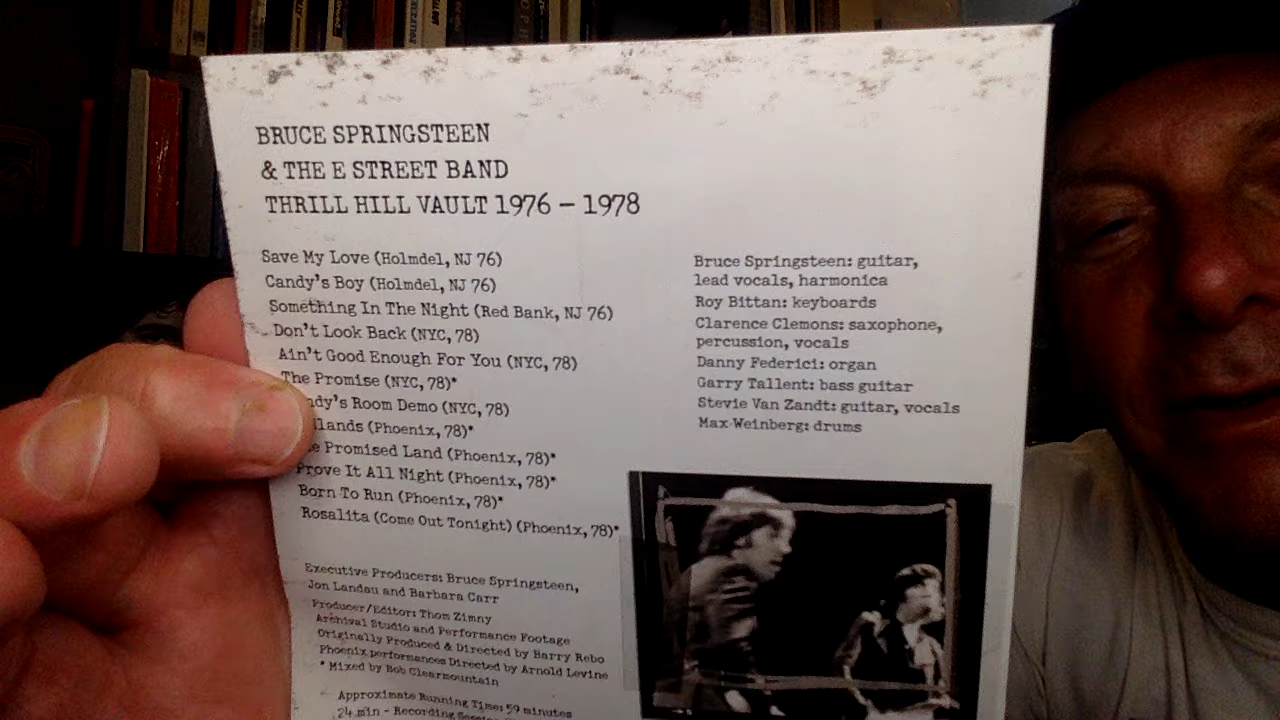 BRUCE SPRINGSTEEN
& THE E STREET BAND
THRILL HILL VAULT 1976 – 1978
Save My Love (Holmdel, NJ 76)
Candy's Boy (Holmdel, NJ 76)
Something In The Night (Red Bank, NJ 76)
Don't Look Back (NYC, 78)
Ain't Good Enough For You (NYC, 78)
The Promise (NYC, 78)*
ndy's Room Demo (NYC, 78)
lands (Phoenix, 78)*
e Promised Land (Phoenix, 78)*
Prove It All Night (Phoenix, 78)*
Born To Run (Phoenix, 78)*
Rosalita (Come Out Tonight) (Phoenix, 78)*
Executive Producers: Bruce Springsteen,
Jon Landau and Barbara Carr
Producer/Editor: Thom Zimny
Archival Studio and Performance Footage
Originally Produced & Directed by Barry Rebo
Phoenix performances Directed by Arnold Levine
* Mixed by Bob Clearmountain
Approximate Running Time: 59 minutes
24 min - Recording
Bruce Springsteen: guitar,
lead vocals, harmonica
Roy Bittan: keyboards
Clarence Clemons: saxophone,
percussion, vocals
Danny Federici: organ
Garry Tallent: bass guitar
Stevie Van Zandt: guitar, vocals
Max Weinberg: drums